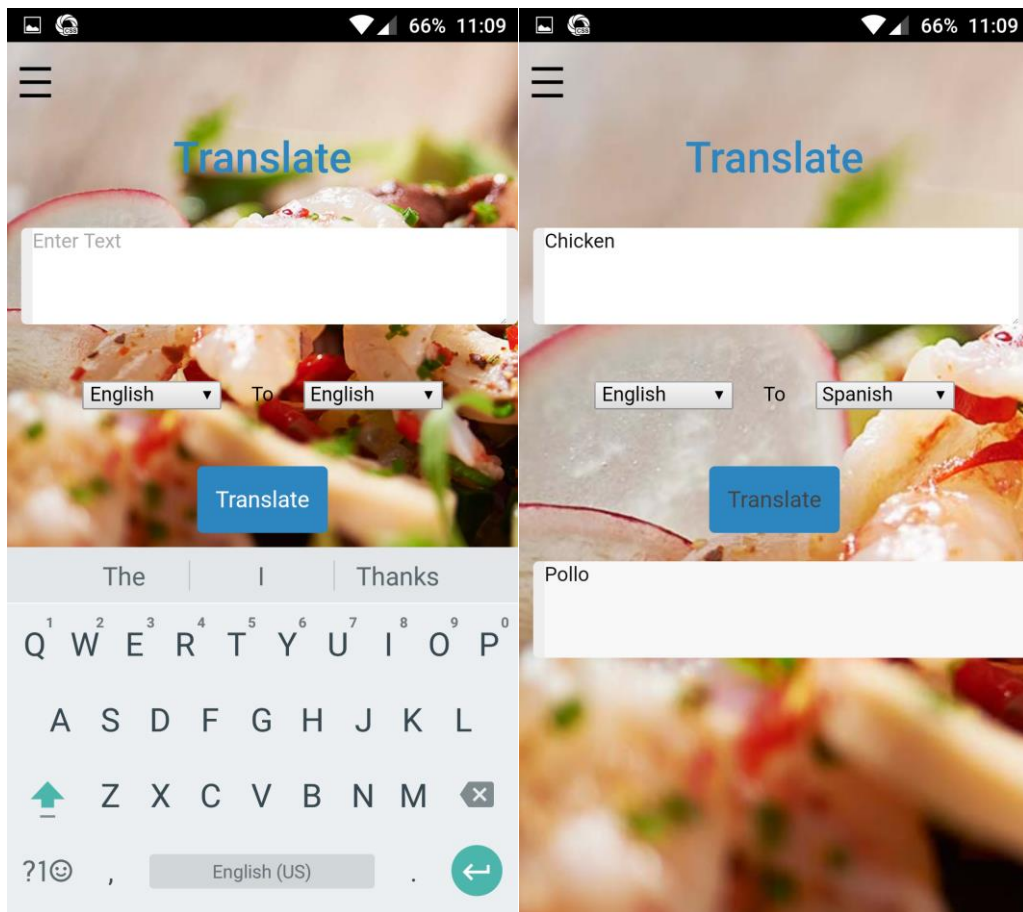 66% 11:09
Translate
Enter Text
English To English
Translate
The I Thanks
1 2 3 4 5 6 7 8 9 0
Q W E R T Y U I O P
A S D F G H J K L
Z X C V B N M
?1☺ , English (US) .
66% 11:09
Translate
Chicken
English To Spanish
Translate
Pollo